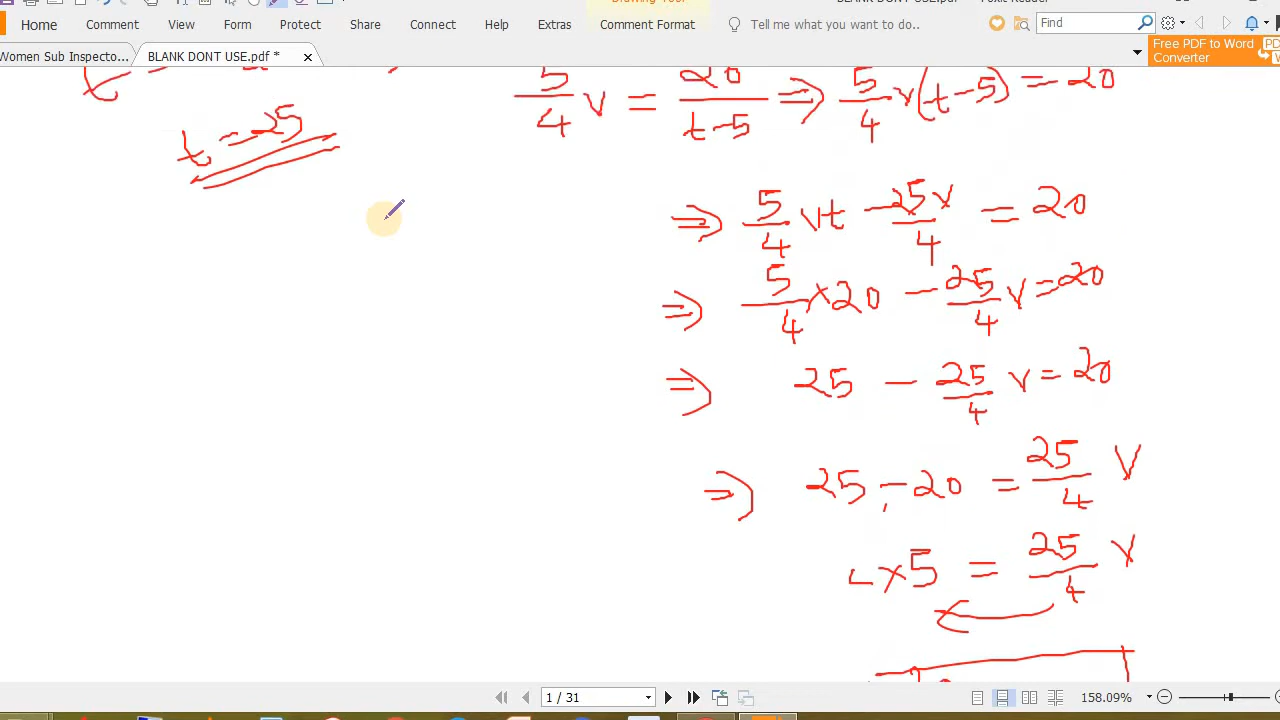 Home Comment View Form Protect Share Connect Help Extras Comment Format Tell me what you want to do.. Find
Women Sub Inspecto... BLANK DONT USE.pdf * × Free PDF to Word
Converter
5/4 v = 20/(t-5) ⇒ 5/4 v(t-5) = 20
t = 25
⇒ 5/4 vt - 25v/4 = 20
⇒ 5/4 × 20 - 25/4 v = 20
⇒ 25 - 25/4 v = 20
⇒ 25 - 20 = 25/4 V
4 × 5 = 25/4 v
1 / 31 158.09%